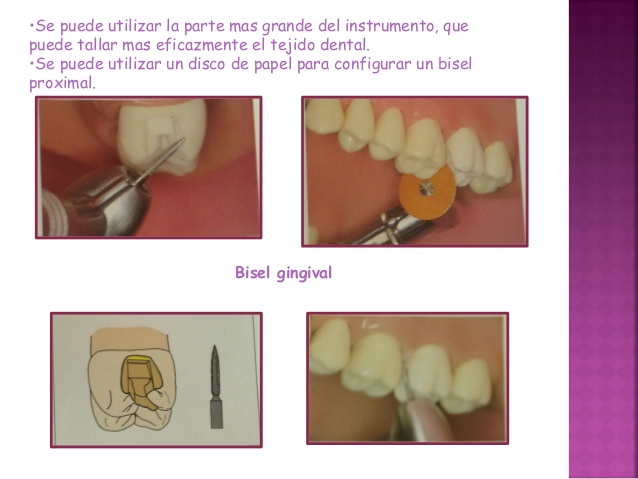 •Se puede utilizar la parte mas grande del instrumento, que
puede tallar mas eficazmente el tejido dental.
•Se puede utilizar un disco de papel para configurar un bisel
proximal.
Bisel gingival